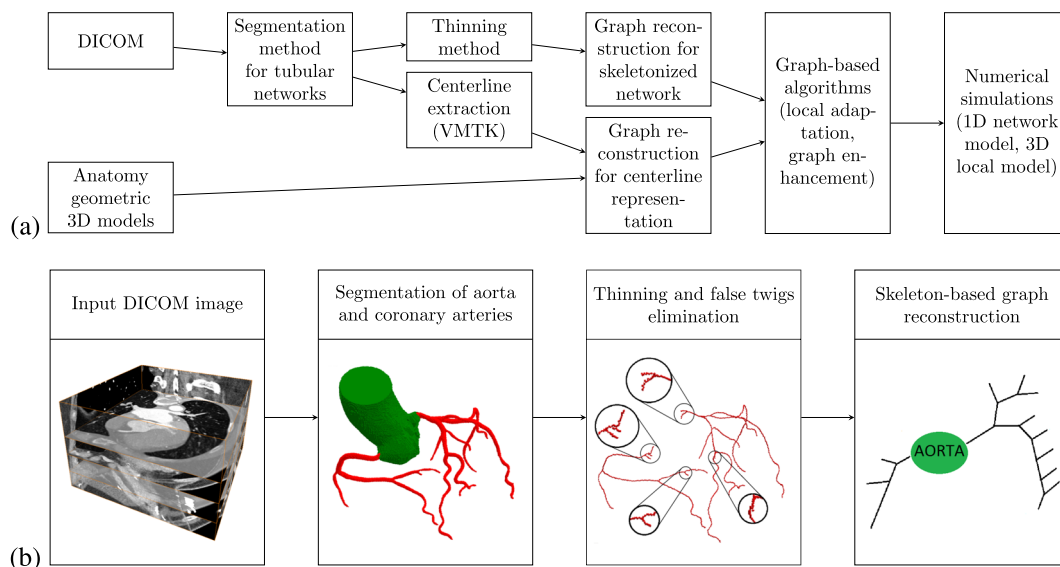 DICOM
Segmentation
method
for tubular
networks
Thinning
method
Centerline
extraction
(VMTK)
Graph recon-
struction for
skeletonized
network
Graph re-
construction
for centerline
represen-
tation
Graph-based
algorithms
(local adap-
tation,
graph en-
hancement)
Numerical
simulations
(1D network
model, 3D
local model)
Anatomy
geometric
3D models
(a)
Input DICOM image
Segmentation of aorta
and coronary arteries
Thinning and false twigs
elimination
Skeleton-based graph
reconstruction
AORTA
(b)